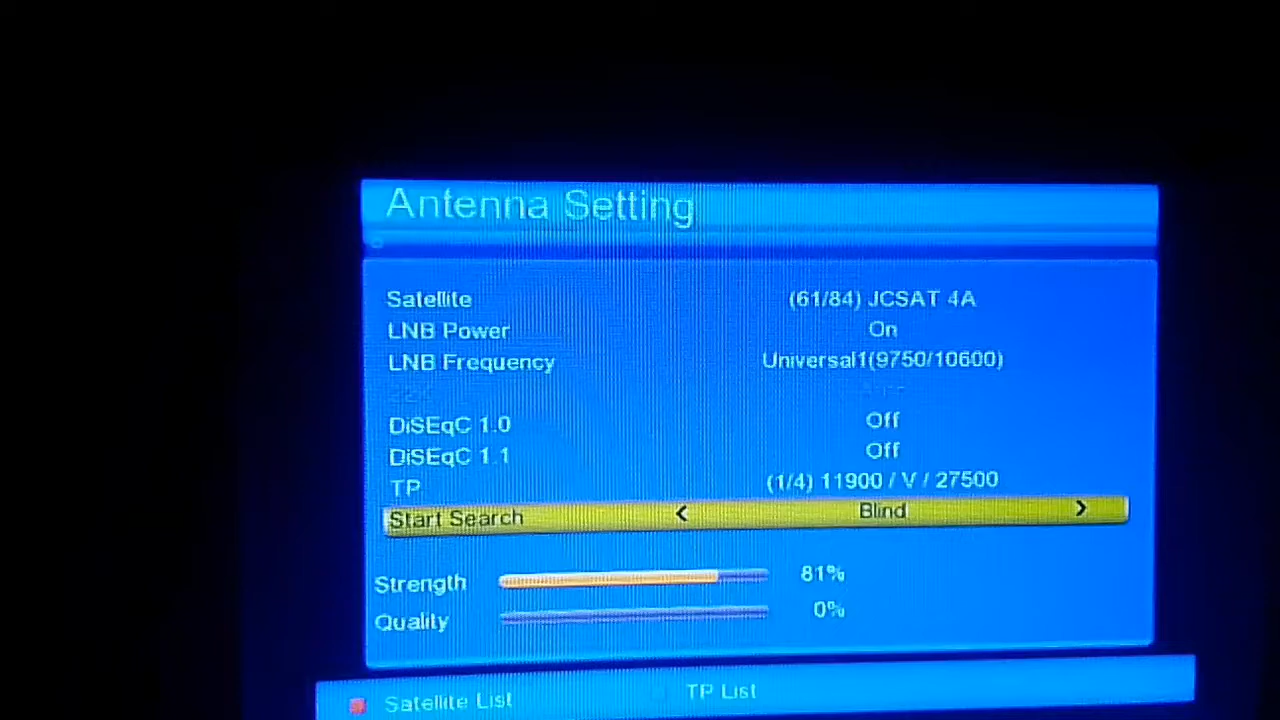 Antenna Setting
Satellite (61/84) JCSAT 4A
LNB Power On
LNB Frequency Universal1(9750/10600)
DiSEqC 1.0 Off
DiSEqC 1.1 Off
TP (1/4) 11900 / V / 27500
Start Search < Blind >
Strength 81%
Quality 0%
Satellite List TP List